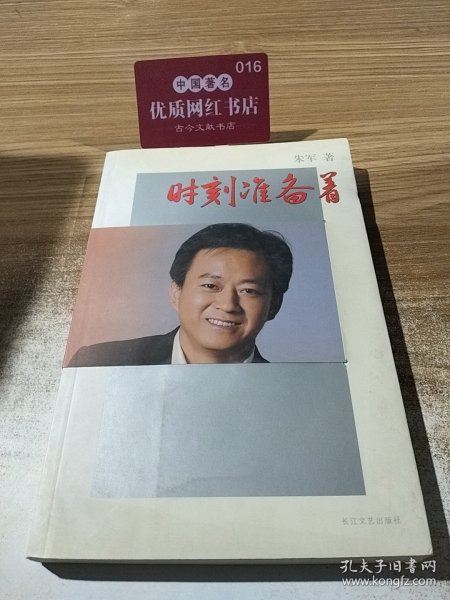 016
中国著名
优质网红书店
古今文献书店
朱军 著
时刻准备着
长江文艺出版社
孔夫子旧书网
www.kongfz.com